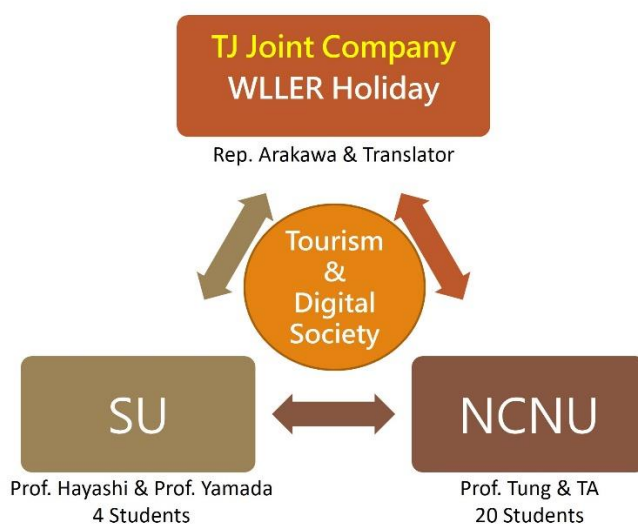 TJ Joint Company
WLLER Holiday
Rep. Arakawa & Translator
Tourism
&
Digital
Society
SU
Prof. Hayashi & Prof. Yamada
4 Students
NCNU
Prof. Tung & TA
20 Students